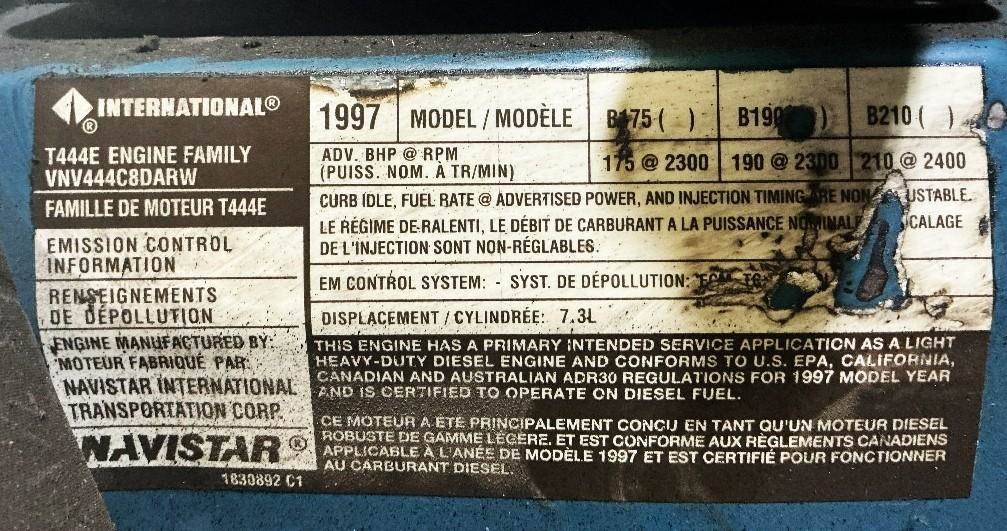 INTERNATIONAL®
®
T444E ENGINE FAMILY
VNV444C8DARW
FAMILLE DE MOTEUR T444E
EMISSION CONTROL
INFORMATION
RENSEIGNEMENTS
DE DÉPOLLUTION
ENGINE MANUFACTURED BY:
MOTEUR FABRIQUÉ PAR:
NAVISTAR INTERNATIONAL
TRANSPORTATION CORP.
NAVISTAR®
1830892 C1
1997 MODEL / MODÈLE B175 ( ) B190 ( ) B210 ( )
ADV. BHP @ RPM
(PUISS. NOM. À TR/MIN) 175 @ 2300 190 @ 2300 210 @ 2400
CURB IDLE, FUEL RATE @ ADVERTISED POWER, AND INJECTION TIMING ARE NON USTABLE.
LE RÉGIME DE-RALENTI, LE DÉBIT DE CARBURANT A LA PUISSANCE NOMINALE CALAGE
DE L'INJECTION SONT NON-RÉGLABLES.
EM CONTROL SYSTEM: - SYST. DE DÉPOLLUTION:
DISPLACEMENT / CYLINDRÉE: 7.3L
THIS ENGINE HAS A PRIMARY INTENDED SERVICE APPLICATION AS A LIGHT
HEAVY-DUTY DIESEL ENGINE AND CONFORMS TO U.S. EPA, CALIFORNIA,
CANADIAN AND AUSTRALIAN ADR30 REGULATIONS FOR 1997 MODEL YEAR
AND IS CERTIFIED TO OPERATE ON DIESEL FUEL.
CE MOTEUR A ETE PRINCIPALEMENT CONCU EN TANT QU'UN MOTEUR DIESEL
ROBUSTE DE GAMME LÉGÈRE. ET EST CONFORME AUX RÈGLEMENTS CANADIENS
APPLICABLE À L'ANÉE DE MODÈLE 1997 ET EST CERTIFIÉ POUR FONCTIONNER
AU CARBURANT DIESEL.